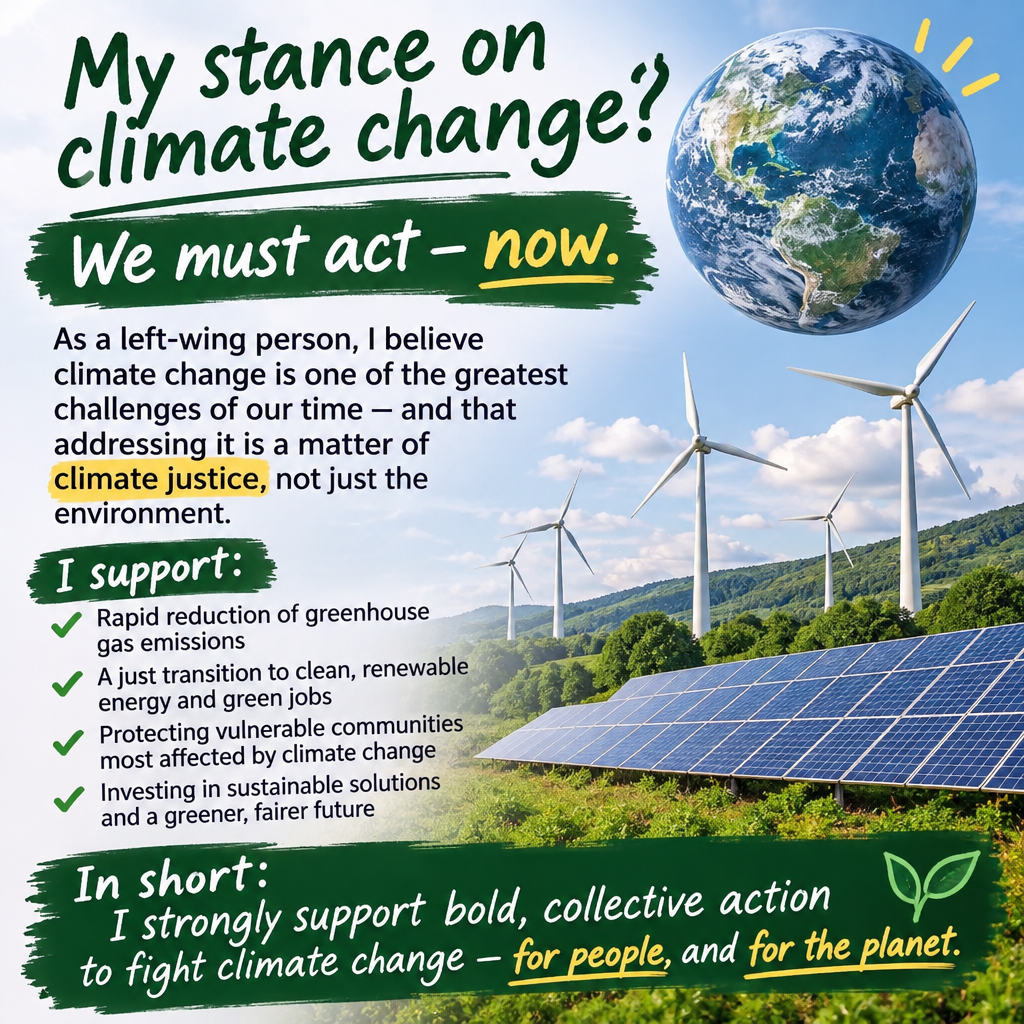 My stance on
climate change?
We must act – now.
As a left-wing person, I believe
climate change is one of the greatest
challenges of our time – and that
addressing it is a matter of
climate justice, not just the
environment.
I support:
Rapid reduction of greenhouse
gas emissions
A just transition to clean, renewable
energy and green jobs
Protecting vulnerable communities
most affected by climate change
Investing in sustainable solutions
and a greener, fairer future
In short:
I strongly support bold, collective action
to fight climate change – for people, and for the planet.